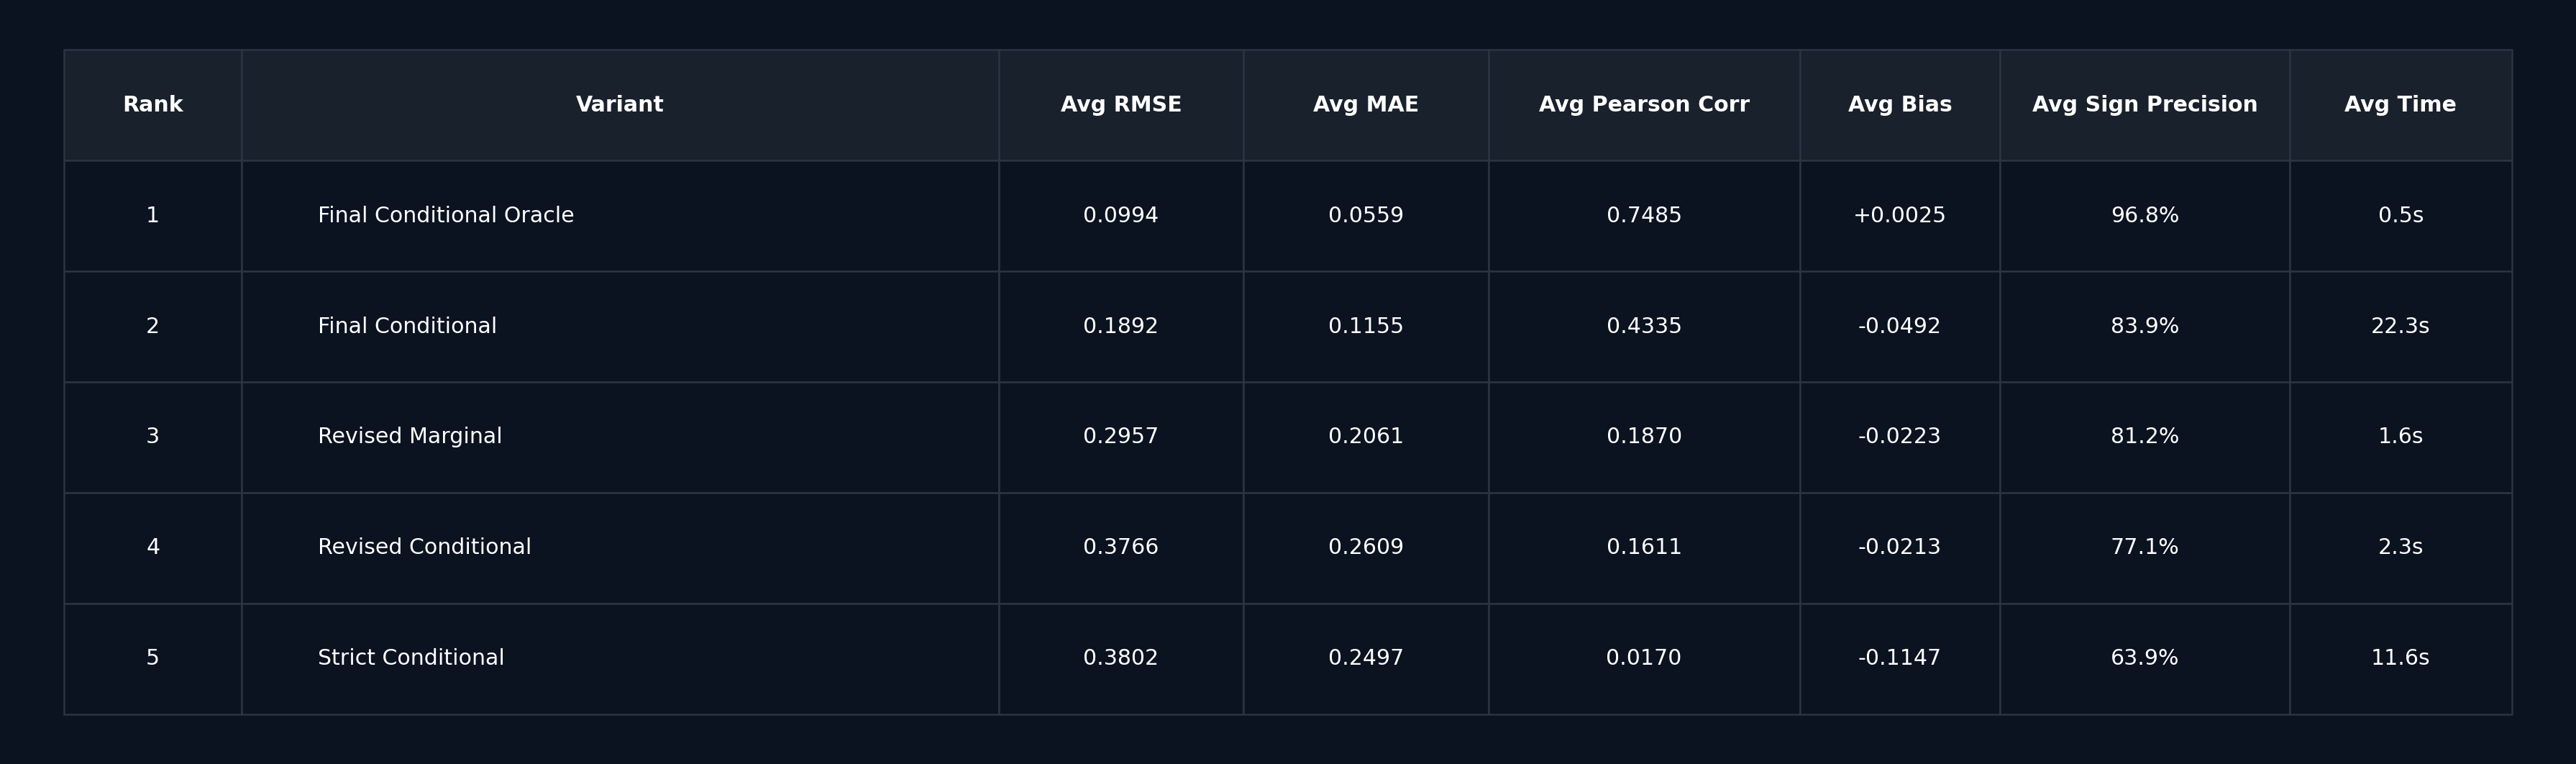 Rank Variant Avg RMSE Avg MAE Avg Pearson Corr Avg Bias Avg Sign Precision Avg Time
1 Final Conditional Oracle 0.0994 0.0559 0.7485 +0.0025 96.8% 0.5s
2 Final Conditional 0.1892 0.1155 0.4335 -0.0492 83.9% 22.3s
3 Revised Marginal 0.2957 0.2061 0.1870 -0.0223 81.2% 1.6s
4 Revised Conditional 0.3766 0.2609 0.1611 -0.0213 77.1% 2.3s
5 Strict Conditional 0.3802 0.2497 0.0170 -0.1147 63.9% 11.6s